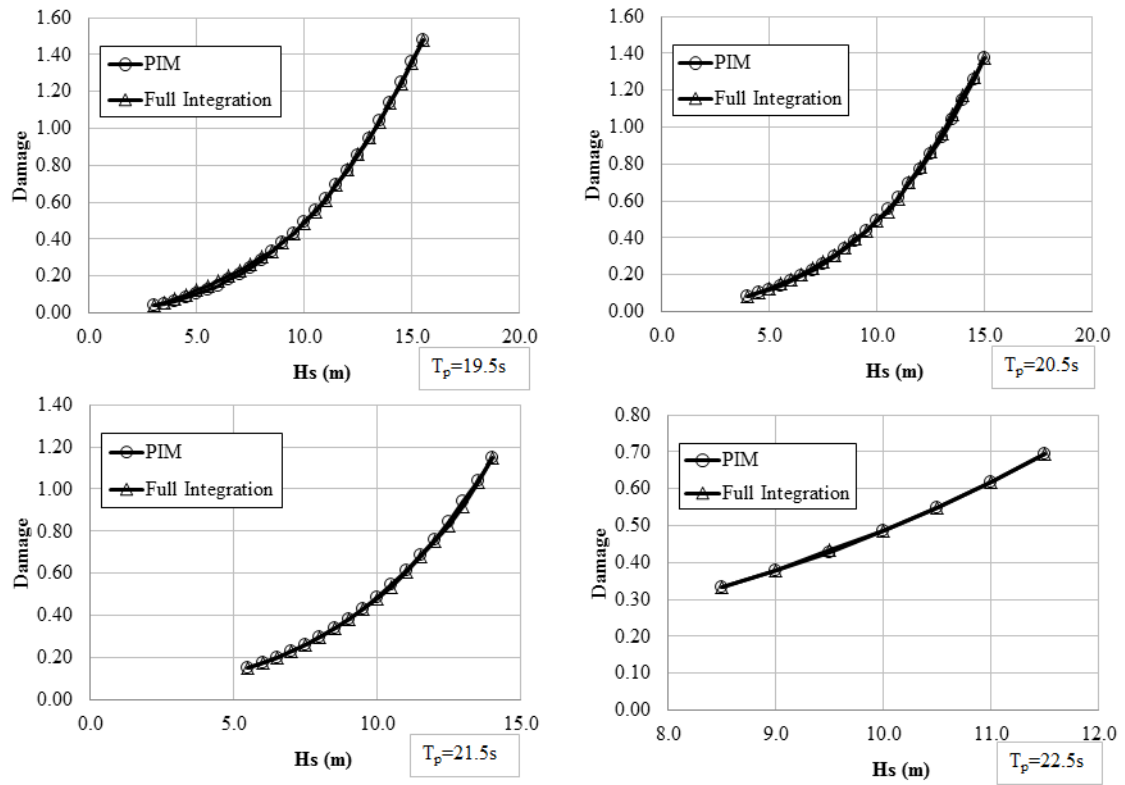 1.60
1.40
1.20
1.00
0.80
0.60
0.40
0.20
0.00
Damage
PIM
Full Integration
0.0 5.0 10.0 15.0 20.0
Hs (m)
Tp=19.5s
1.60
1.40
1.20
1.00
0.80
0.60
0.40
0.20
0.00
Damage
PIM
Full Integration
0.0 5.0 10.0 15.0 20.0
Hs (m)
Tp=20.5s
1.40
1.20
1.00
0.80
0.60
0.40
0.20
0.00
Damage
PIM
Full Integration
0.0 5.0 10.0 15.0
Hs (m)
Tp=21.5s
0.80
0.70
0.60
0.50
0.40
0.30
0.20
0.10
0.00
Damage
PIM
Full Integration
8.0 9.0 10.0 11.0 12.0
Hs (m)
Tp=22.5s